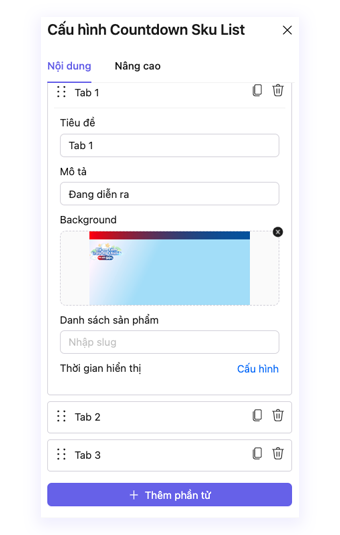 Cấu hình Countdown Sku List
Nội dung
Nâng cao
Tab 1
Tiêu đề
Tab 1
Mô tả
Đang diễn ra
Background
Danh sách sản phẩm
Nhập slug
Thời gian hiển thị
Cấu hình
Tab 2
Tab 3
Thêm phần tử